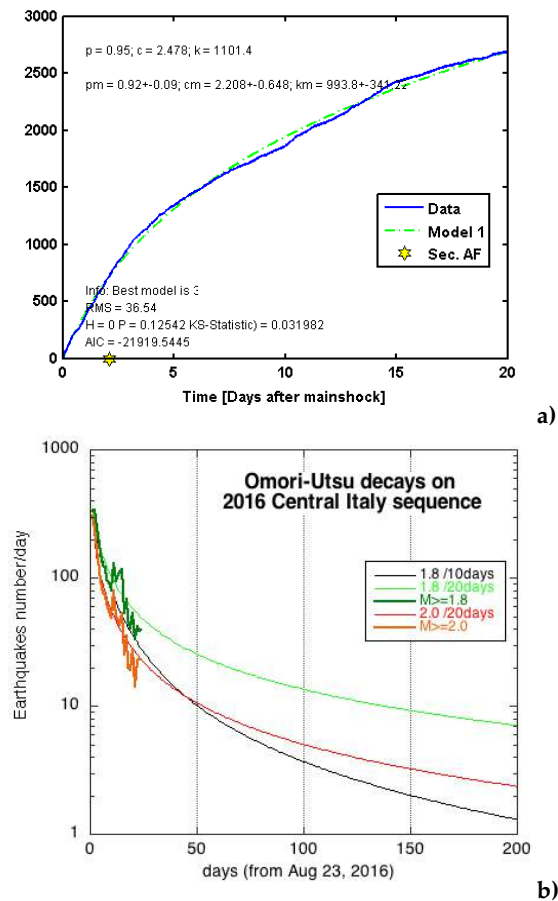 3000
2500
2000
1500
1000
500
0
p = 0.95; c = 2.478; k = 1101.4
pm = 0.92+-0.09; cm = 2.208+-0.648; km = 993.8+-341.22
Data
Model 1
Sec. AF
Info: Best model is 3
RMS = 36.54
H = 0 P = 0.12542 KS-Statistic) = 0.031982
AIC = -21919.5445
0 5 10 15 20
Time [Days after mainshock]
a)
1000
100
10
1
Earthquakes number/day
Omori-Utsu decays on
2016 Central Italy sequence
1.8 /10days
1.8 /20days
M>=1.8
2.0 /20days
M>=2.0
0 50 100 150 200
days (from Aug 23, 2016)
b)